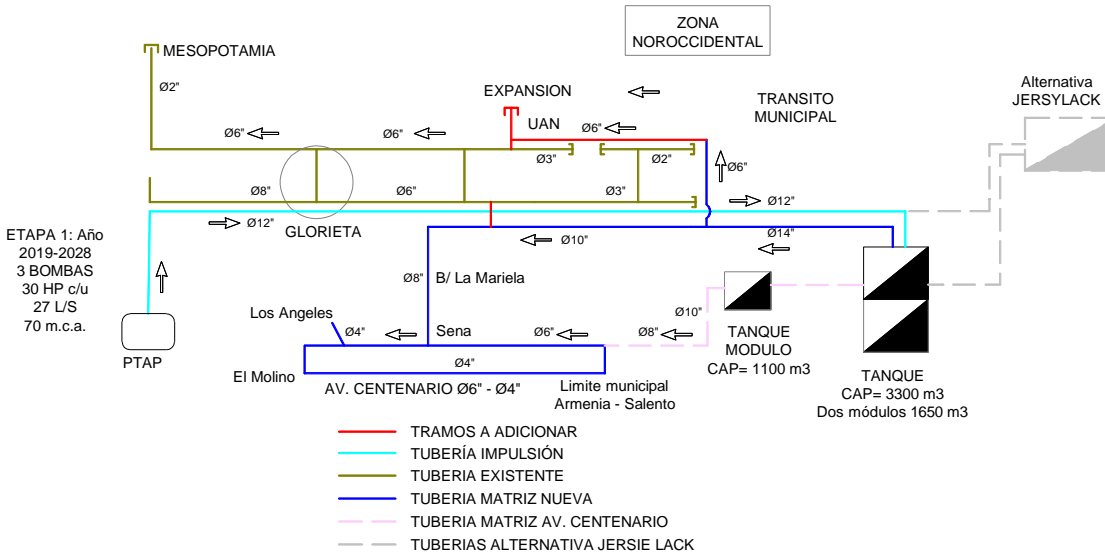 ZONA
NOROCCIDENTAL
MESOPOTAMIA
Ø2"
EXPANSION
UAN
TRANSITO
MUNICIPAL
Alternativa
JERSYLACK
Ø6"
Ø6"
Ø6"
Ø3"
Ø2"
Ø6"
Ø8"
Ø6"
Ø3"
Ø12"
Ø12"
GLORIETA
Ø10"
Ø14"
ETAPA 1: Año
2019-2028
3 BOMBAS
30 HP c/u
27 L/S
70 m.c.a.
PTAP
Ø8"
B/ La Mariela
Los Angeles
Ø4"
Sena
Ø6"
Ø8"
Ø10"
TANQUE
MODULO
CAP= 1100 m3
Ø4"
El Molino
AV. CENTENARIO Ø6" - Ø4"
Limite municipal
Armenia - Salento
TANQUE
CAP= 3300 m3
Dos módulos 1650 m3
TRAMOS A ADICIONAR
TUBERÍA IMPULSIÓN
TUBERIA EXISTENTE
TUBERIA MATRIZ NUEVA
TUBERIA MATRIZ AV. CENTENARIO
TUBERIAS ALTERNATIVA JERSIE LACK